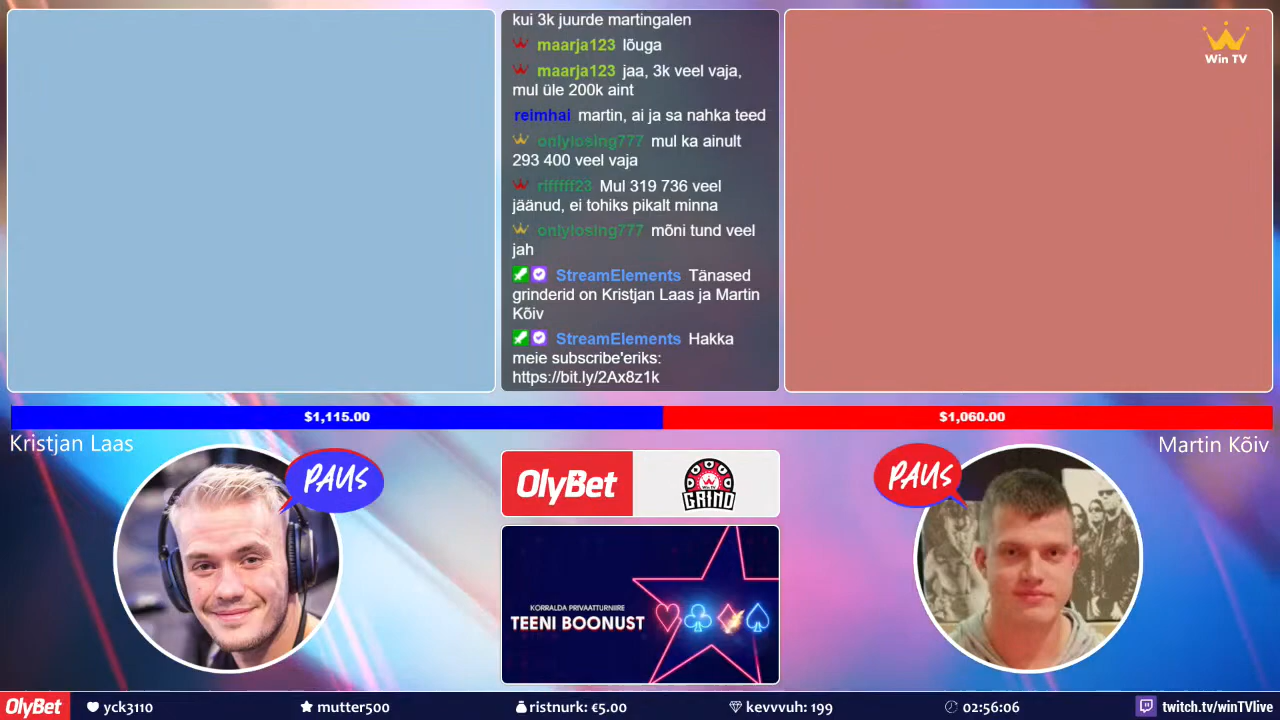 kui 3k juurde martingalen
maarja123 lõuga
maarja123 jaa, 3k veel vaja,
mul üle 200k aint
reimhai martin, ai ja sa nahka teed
onlylosing777 mul ka ainult
293 400 veel vaja
rifffff23 Mul 319 736 veel
jäänud, ei tohiks pikalt minna
onlylosing777 mõni tund veel
jah
StreamElements Tänased
grinderid on Kristjan Laas ja Martin
Kõiv
StreamElements Hakka
meie subscribe'eriks:
https://bit.ly/2Ax8z1k
Win TV
$1,115.00
$1,060.00
Kristjan Laas
Martin Kõiv
PAUS
PAUS
OlyBet
Win TV
GRIND
KORRALDA PRIVAATTURNIIRE
TEENI BOONUST
OlyBet
yck3110
mutter500
ristnurk: €5.00
kevvvuh: 199
02:56:06
twitch.tv/winTVlive